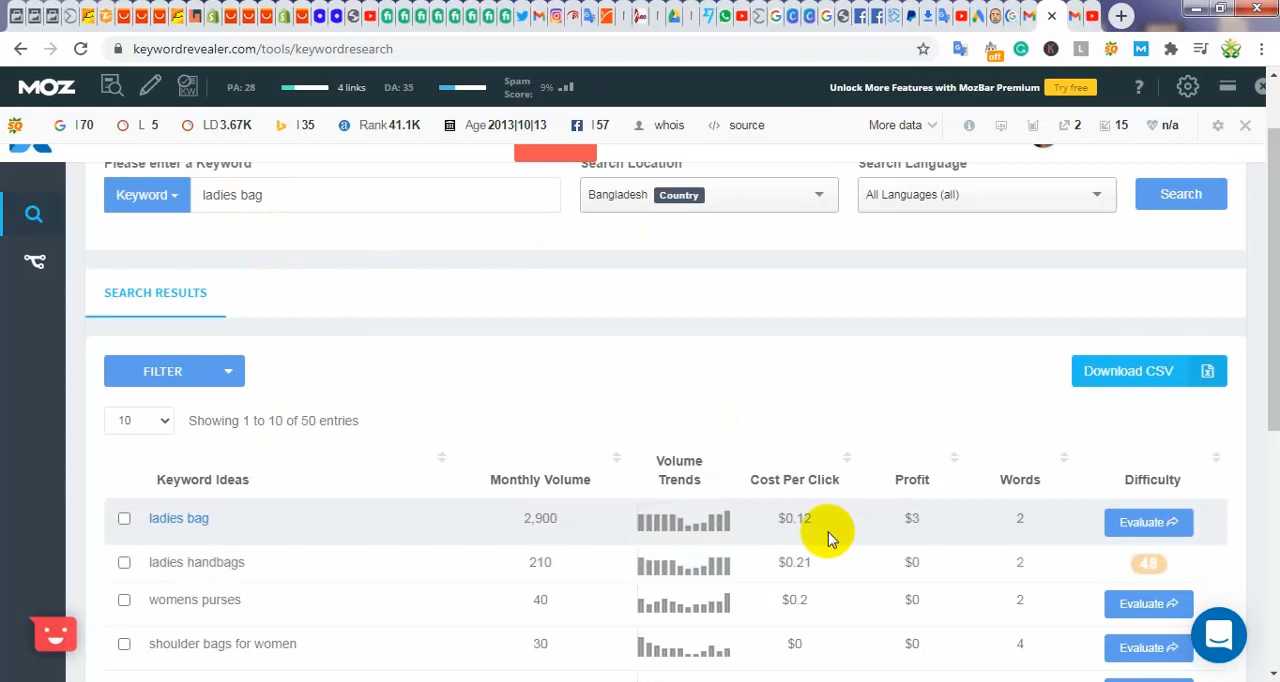 keywordrevealer.com/tools/keywordresearch
off
MOZ
PA: 28
4 links
DA: 35
Spam
Score:
9%
Unlock More Features with MozBar Premium
Try free
I 70
L 5
LD 3.67K
I 35
Rank 41.1K
Age 2013|10|13
I 57
whois
source
More data
2
15
n/a
Please enter a Keyword
Search Location
Search Language
Keyword
ladies bag
Bangladesh Country
All Languages (all)
Search
SEARCH RESULTS
FILTER
Download CSV
10
Showing 1 to 10 of 50 entries
Keyword Ideas
Monthly Volume
Volume
Trends
Cost Per Click
Profit
Words
Difficulty
ladies bag 2,900 $0.12 $3 2 Evaluate
ladies handbags 210 $0.21 $0 2 48
womens purses 40 $0.2 $0 2 Evaluate
shoulder bags for women 30 $0 $0 4 Evaluate